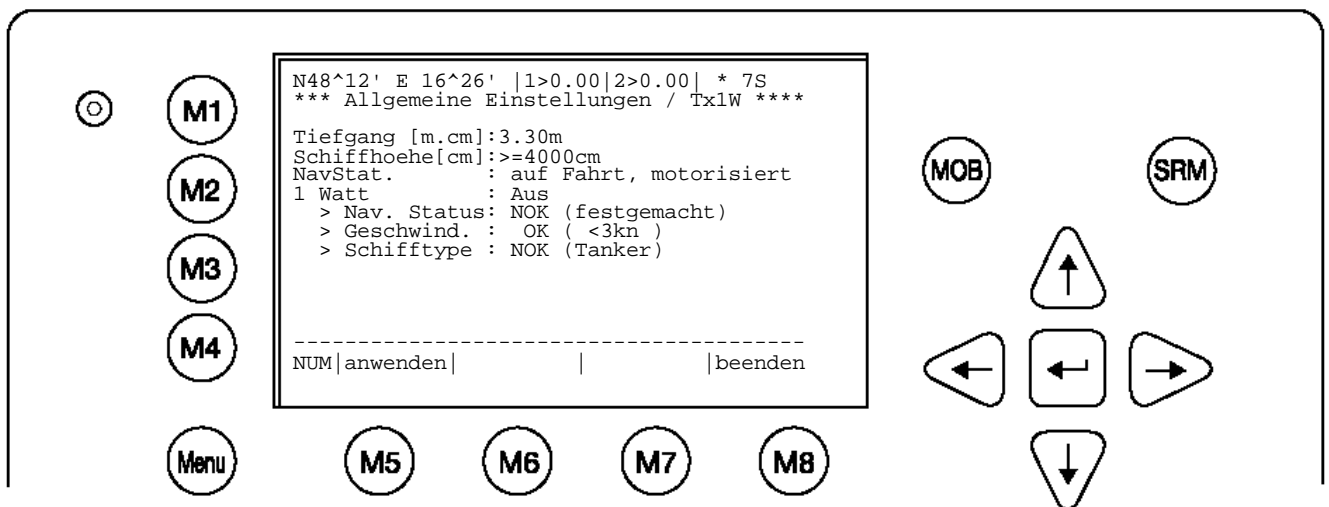 N48^12' E 16^26' |1>0.00|2>0.00| * 7S
*** Allgemeine Einstellungen / Tx1W ****
Tiefgang [m.cm]:3.30m
Schiffhoehe[cm]:>=4000cm
NavStat.       : auf Fahrt, motorisiert
1 Watt         : Aus
> Nav. Status: NOK (festgemacht)
> Geschwind. :  OK ( <3kn )
> Schifftype : NOK (Tanker)
----------------------------------------
NUM|anwenden|         |         |beenden
M1
M2
M3
M4
Menu
M5 M6 M7 M8
MOB SRM